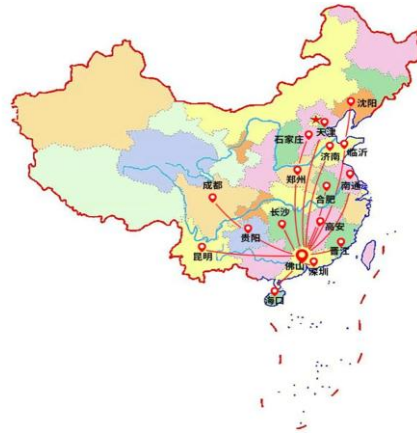 沈阳
天津
石家庄
济南
临沂
郑州
南通
成都
合肥
长沙
高安
贵阳
晋江
昆明
佛山
深圳
海口